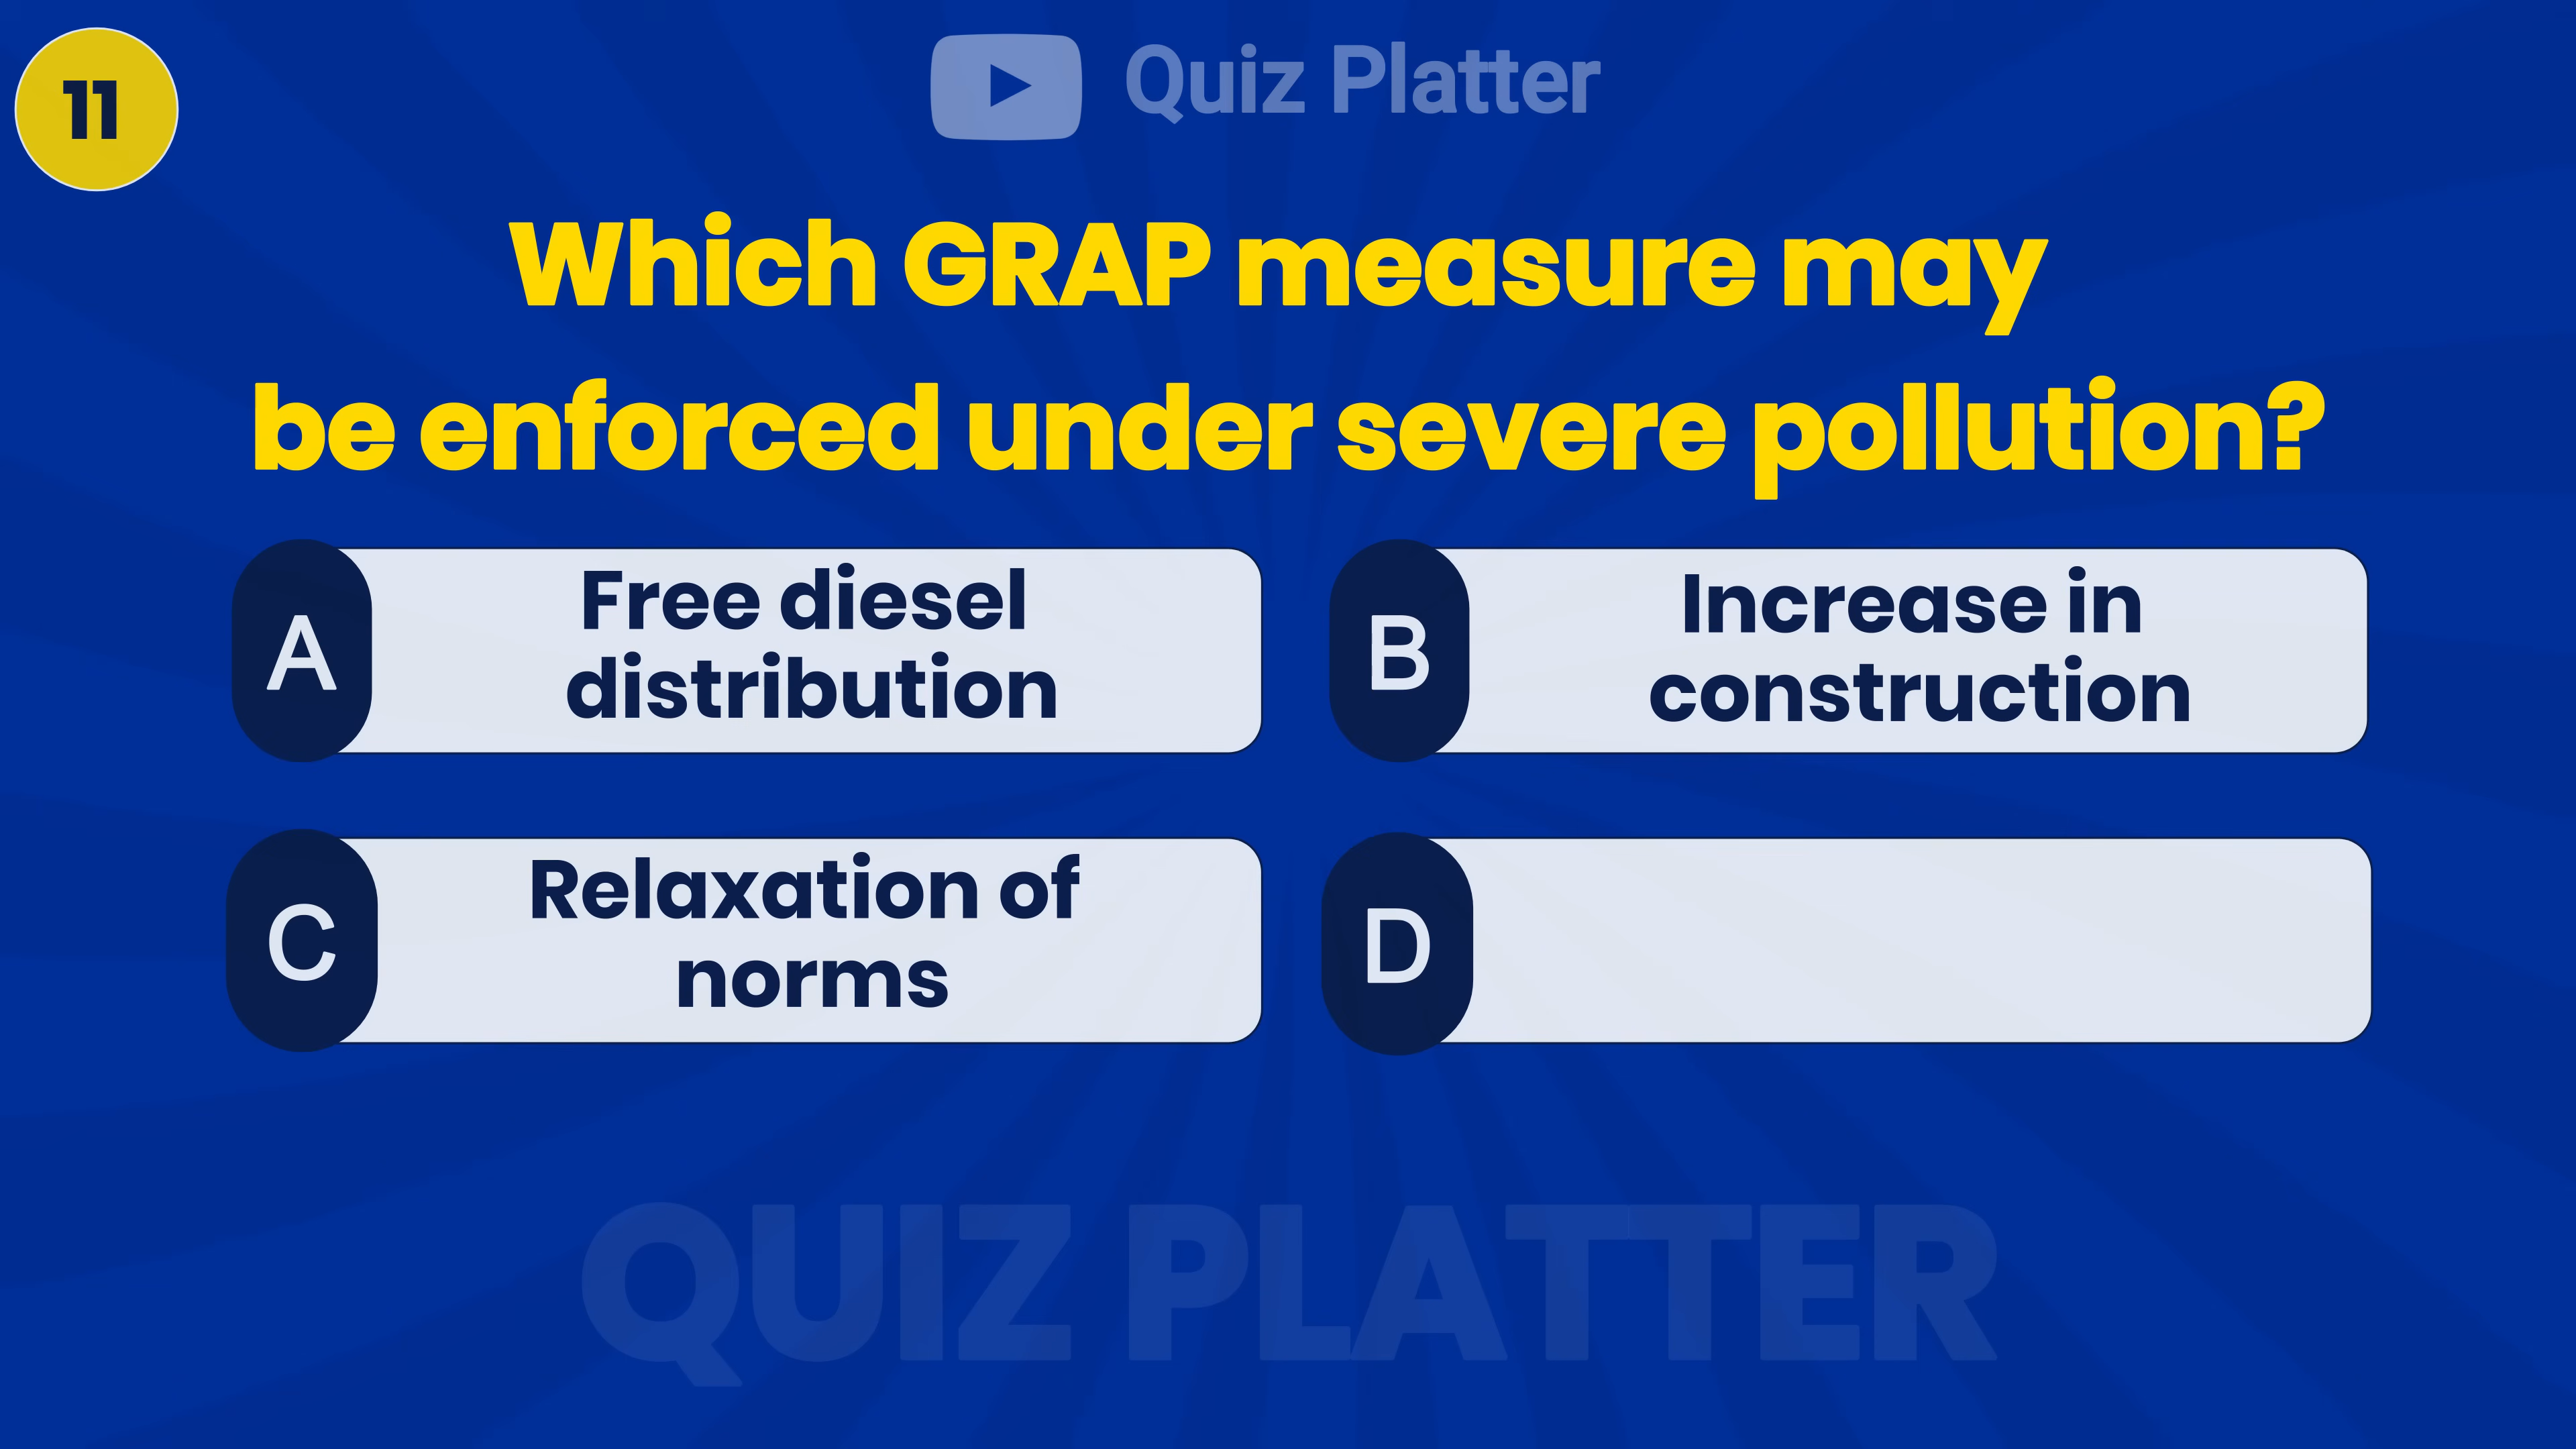 11
Quiz Platter
Which GRAP measure may
be enforced under severe pollution?
A
Free diesel
distribution
B
Increase in
construction
C
Relaxation of
norms
D
QUIZ PLATTER